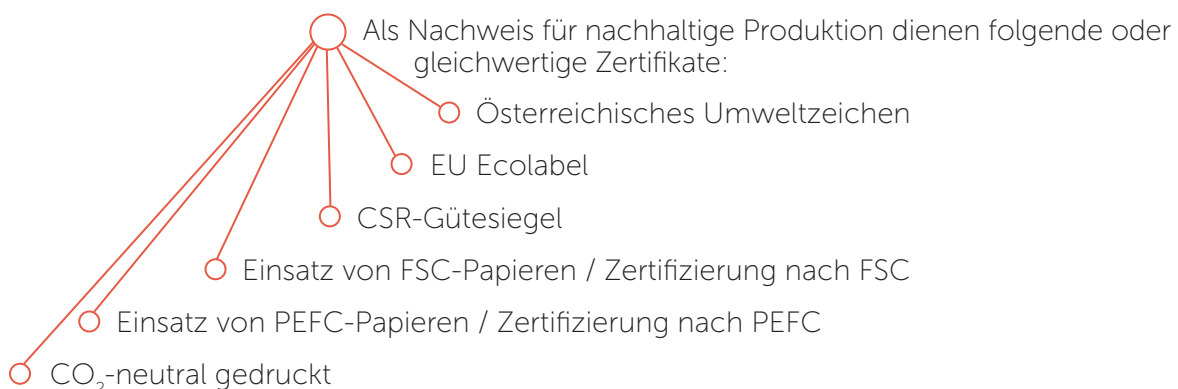 Als Nachweis für nachhaltige Produktion dienen folgende oder
gleichwertige Zertifikate:
Österreichisches Umweltzeichen
EU Ecolabel
CSR-Gütesiegel
Einsatz von FSC-Papieren / Zertifizierung nach FSC
Einsatz von PEFC-Papieren / Zertifizierung nach PEFC
CO₂-neutral gedruckt